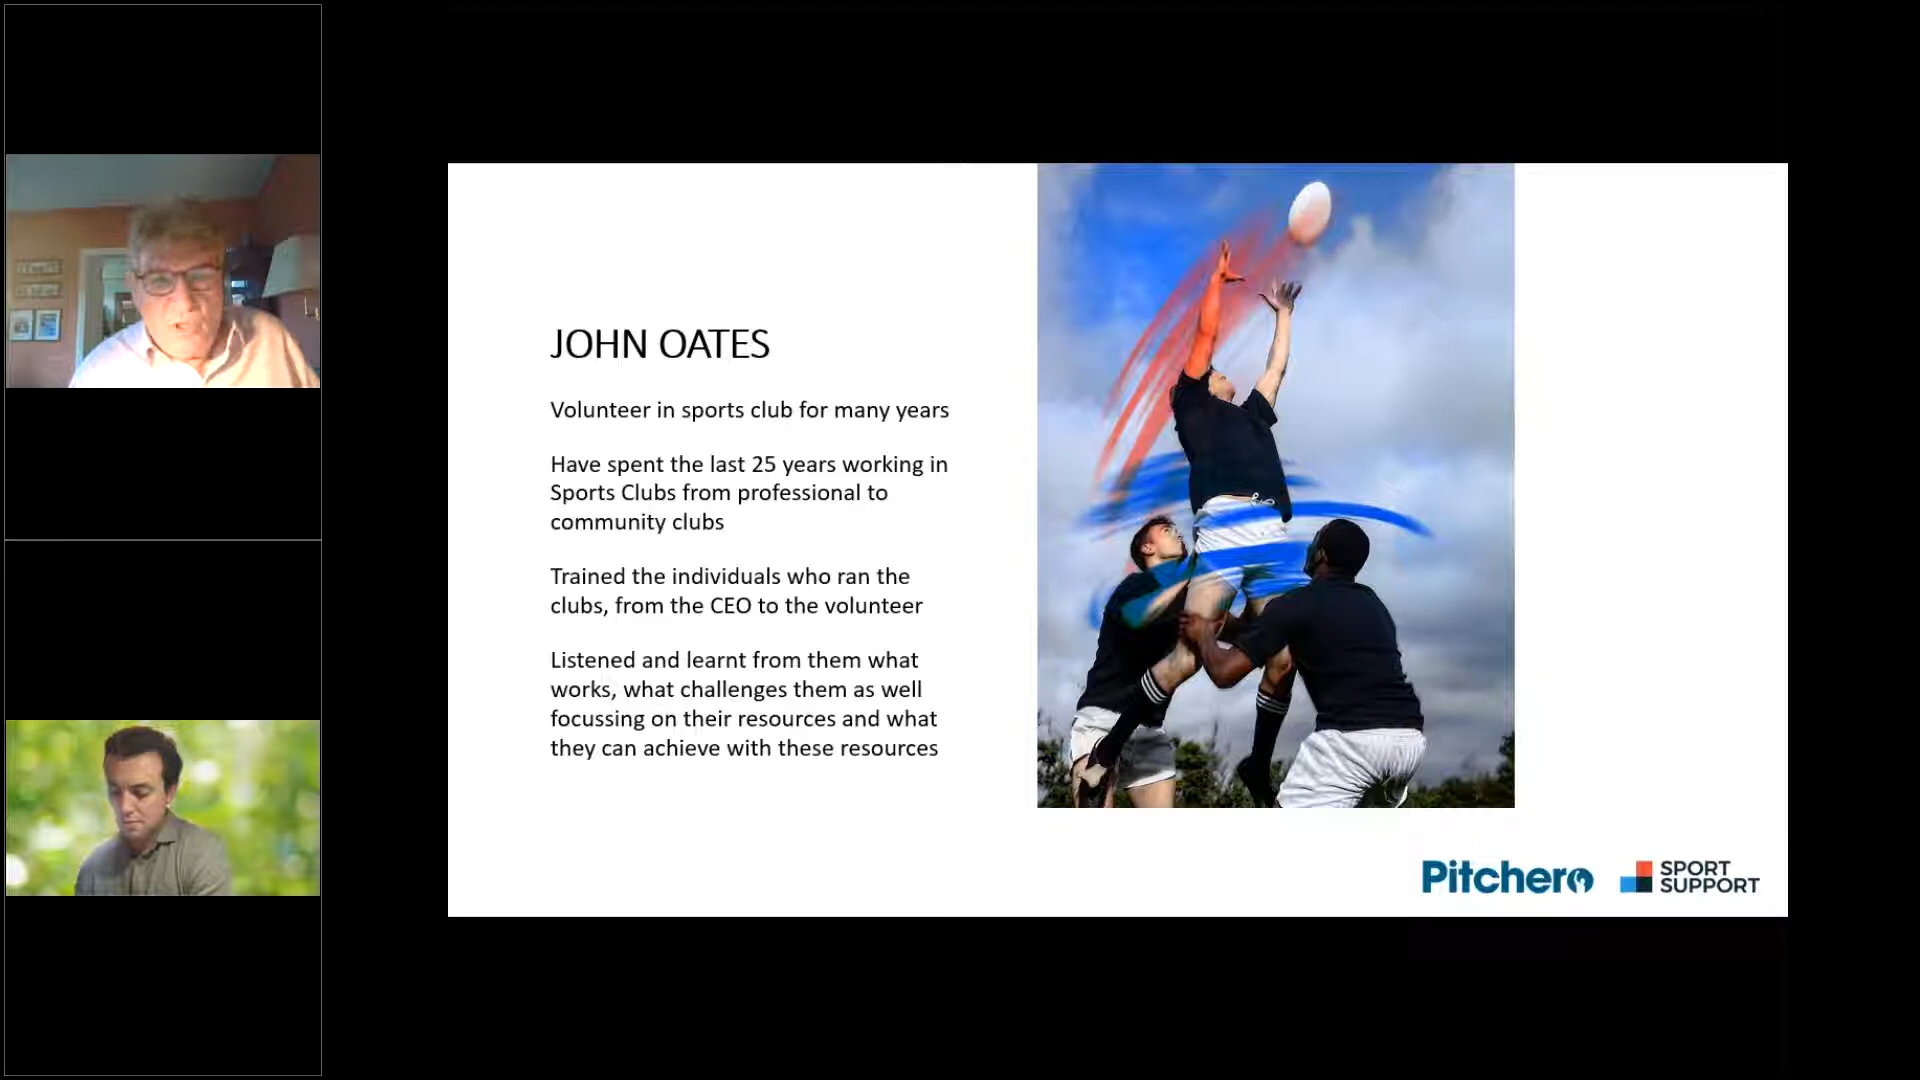 JOHN OATES
Volunteer in sports club for many years
Have spent the last 25 years working in
Sports Clubs from professional to
community clubs
Trained the individuals who ran the
clubs, from the CEO to the volunteer
Listened and learnt from them what
works, what challenges them as well
focussing on their resources and what
they can achieve with these resources
Pitchero
SPORT
SUPPORT